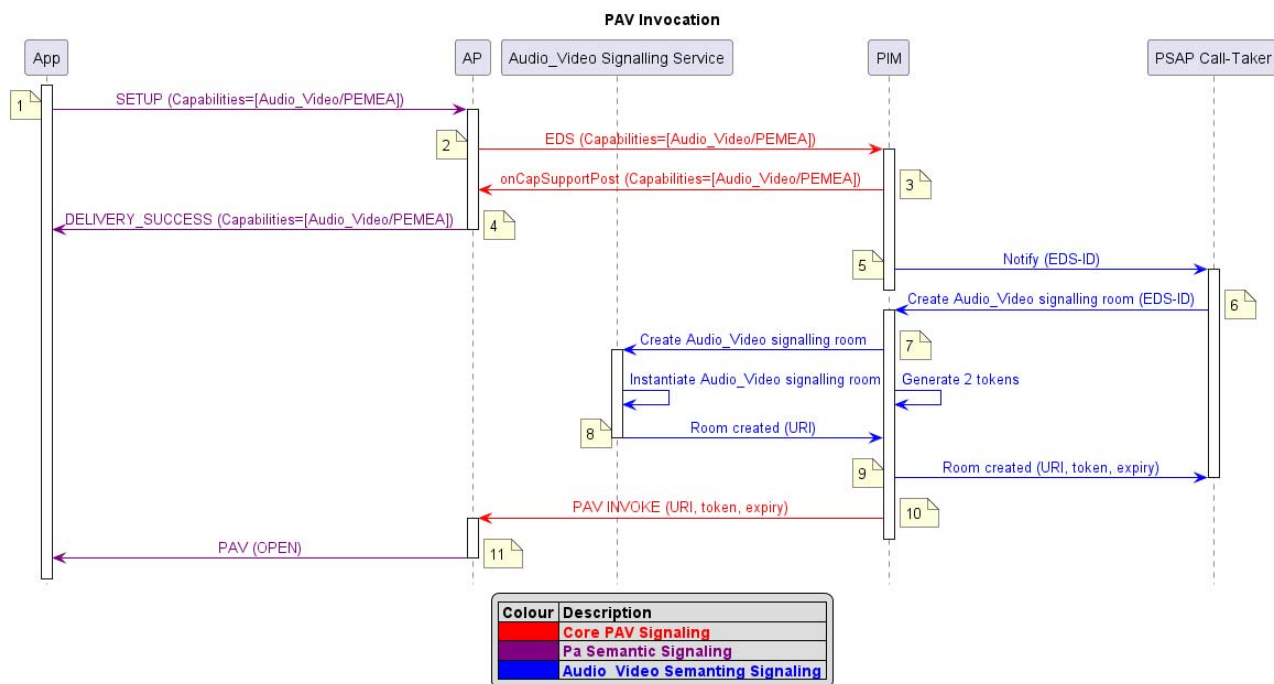 PAV Invocation
App
AP
Audio_Video Signalling Service
PIM
PSAP Call-Taker
1
SETUP (Capabilities=[Audio_Video/PEMEA])
2
EDS (Capabilities=[Audio_Video/PEMEA])
onCapSupportPost (Capabilities=[Audio_Video/PEMEA])
3
DELIVERY_SUCCESS (Capabilities=[Audio_Video/PEMEA])
4
5
Notify (EDS-ID)
Create Audio_Video signalling room (EDS-ID)
6
Create Audio_Video signalling room
7
Instantiate Audio_Video signalling room
Generate 2 tokens
8
Room created (URI)
9
Room created (URI, token, expiry)
PAV INVOKE (URI, token, expiry)
10
PAV (OPEN)
11
Colour Description
Core PAV Signaling
Pa Semantic Signaling
Audio_Video Semanting Signaling